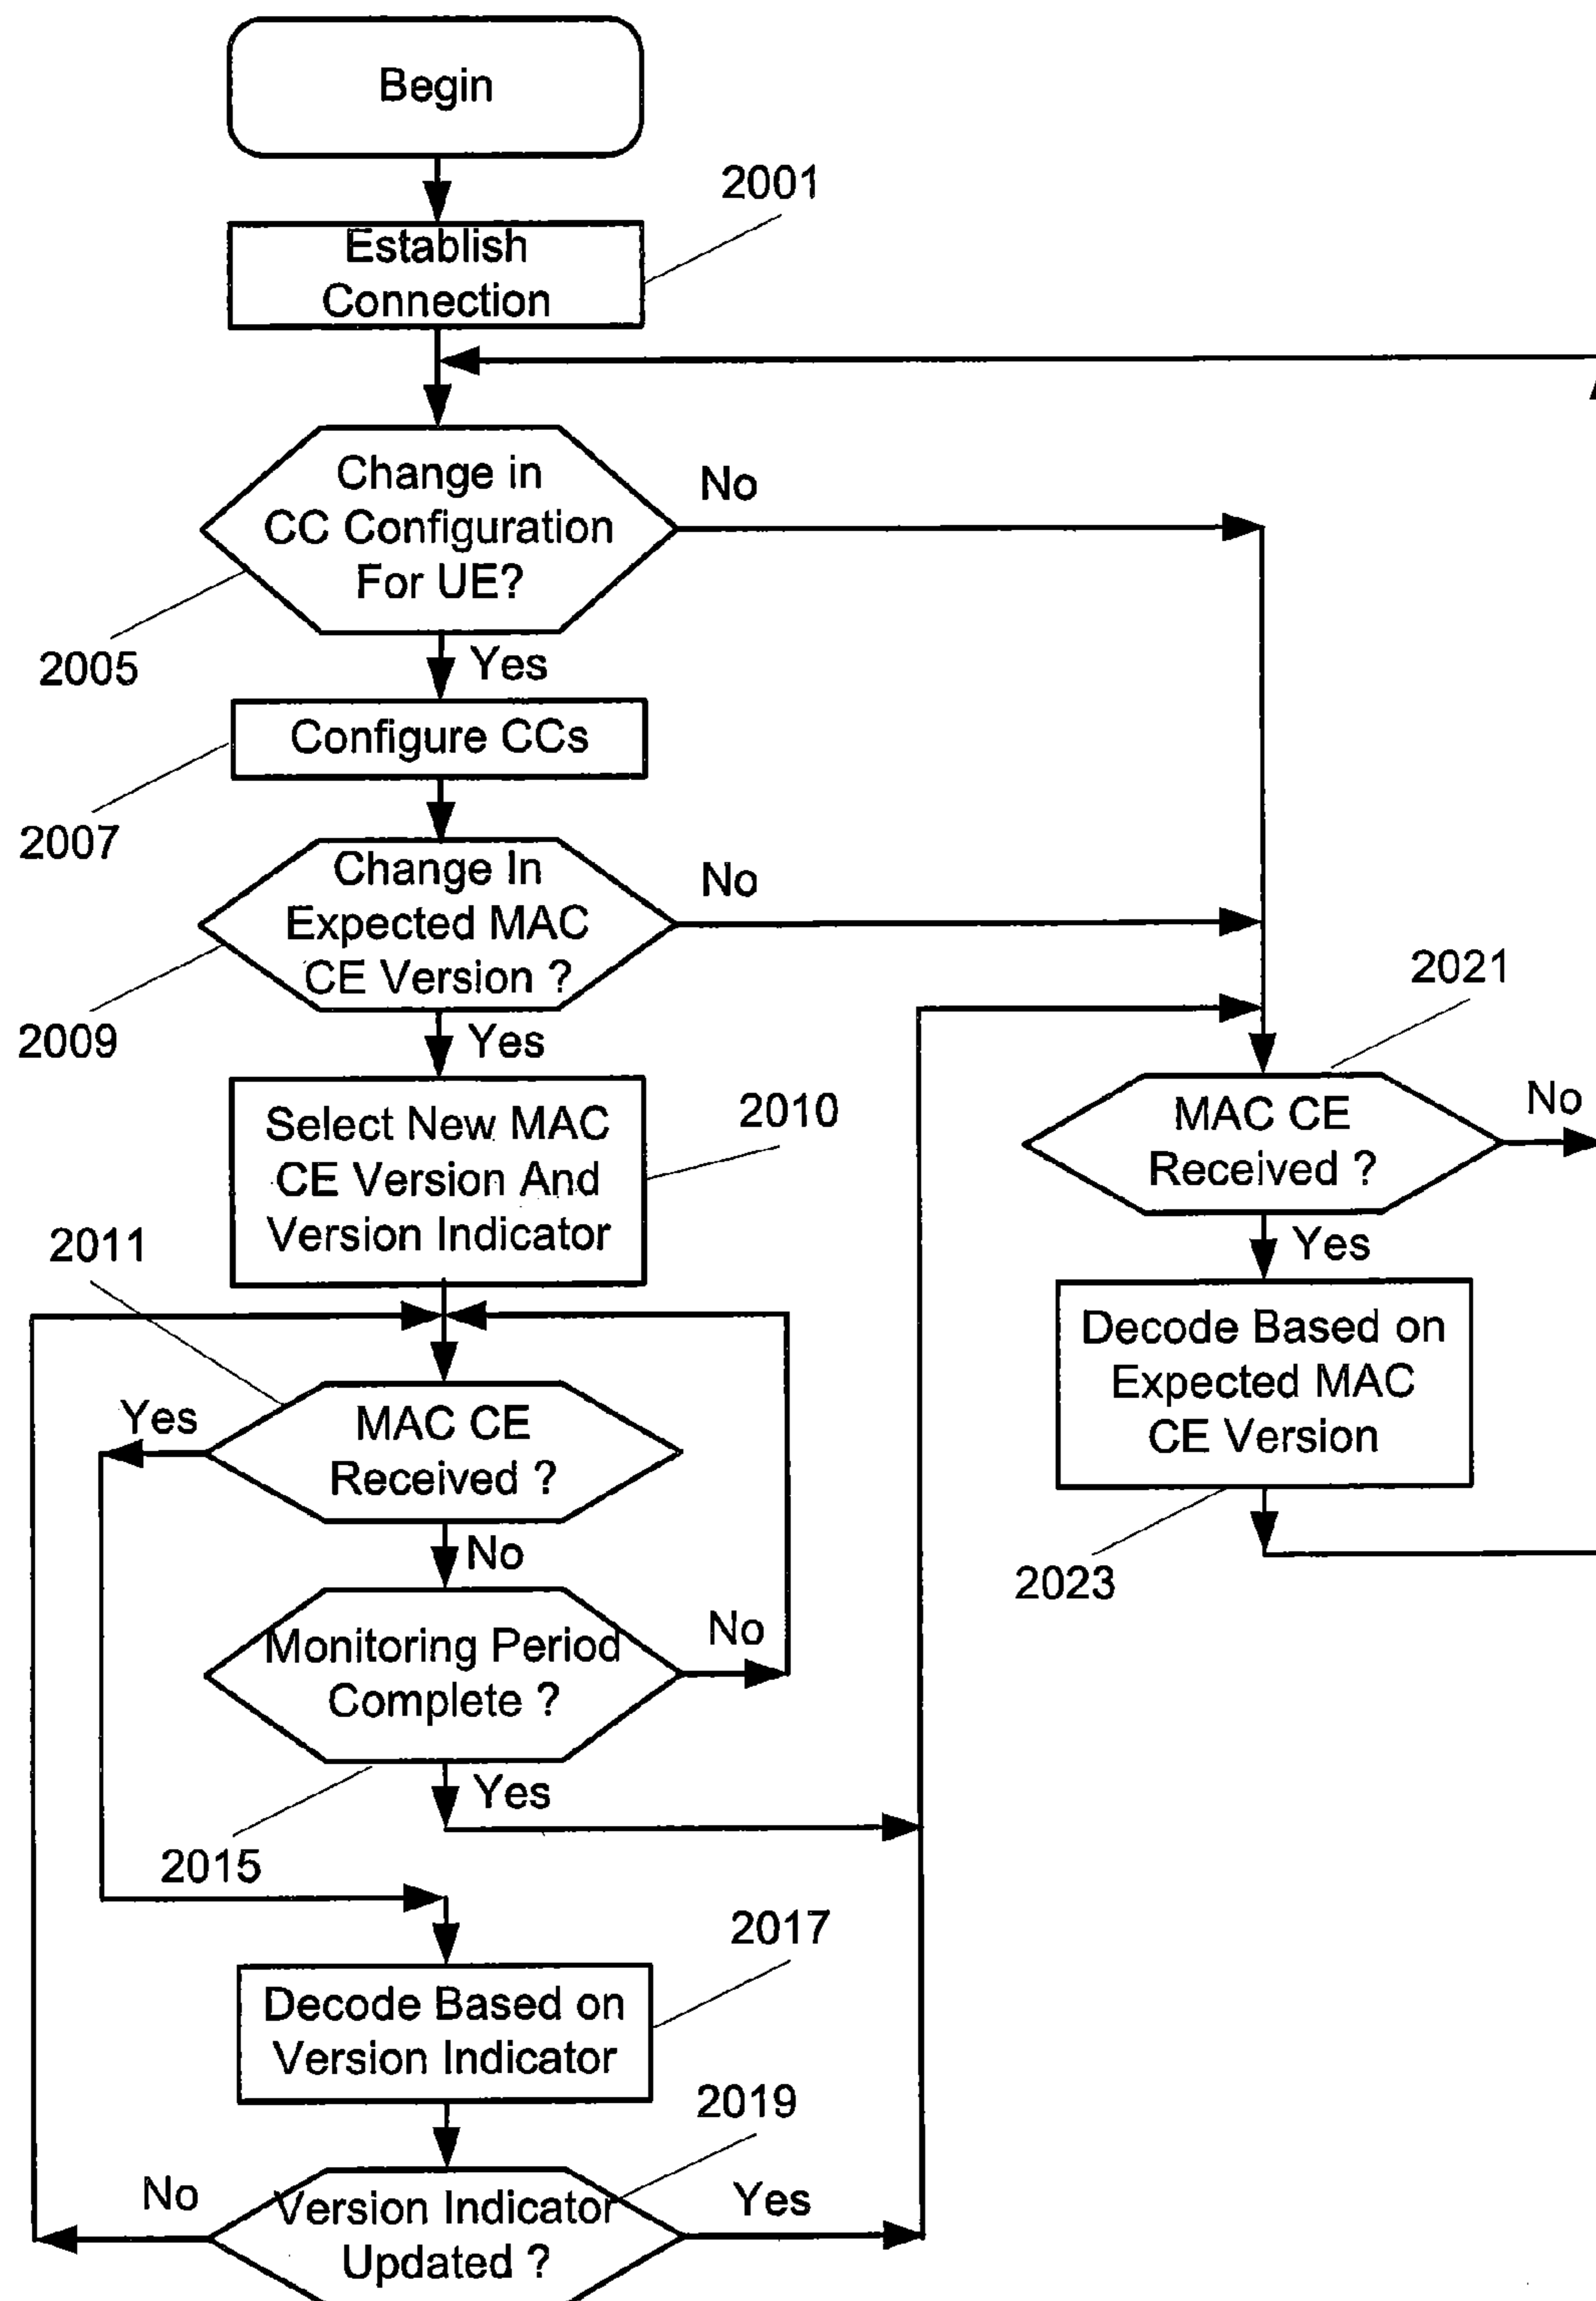 Begin
2001
Establish
Connection
Change in
CC Configuration
For UE?
No
2005
Yes
Configure CCs
2007
Change In
Expected MAC
CE Version ?
No
2009
Yes
2021
MAC CE
Received ?
No
Select New MAC
CE Version And
Version Indicator
2010
2011
Yes
Decode Based on
Expected MAC
CE Version
2023
MAC CE
Received ?
Yes
No
Monitoring Period
Complete ?
No
Yes
2015
2017
Decode Based on
Version Indicator
2019
Version Indicator
Updated ?
No
Yes